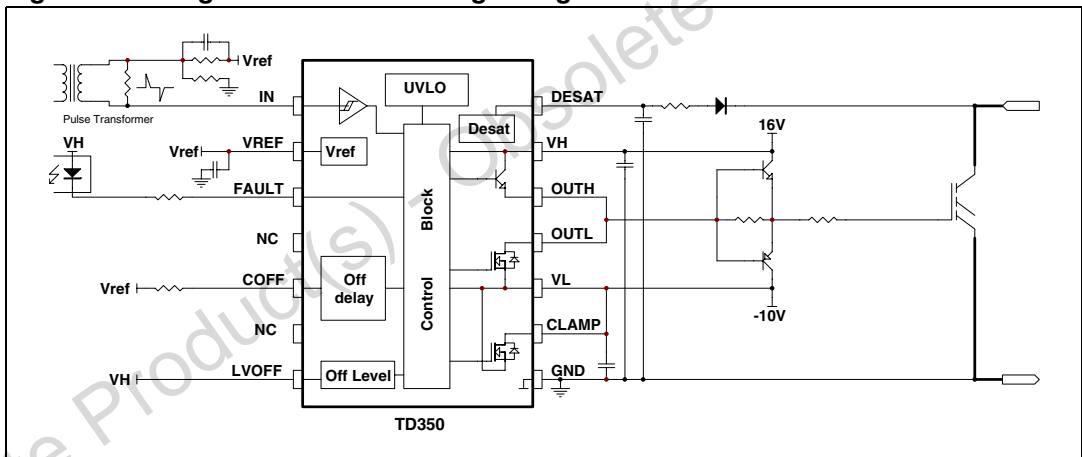 Vref
IN
Pulse Transformer
VH
Vref
VREF
FAULT
NC
Vref
COFF
NC
VH
LVOFF
UVLO
Desat
Vref
Control
Block
Off
delay
Off Level
TD350
DESAT
VH
OUTH
OUTL
VL
CLAMP
GND
16V
-10V
Product(s) - Obsolete